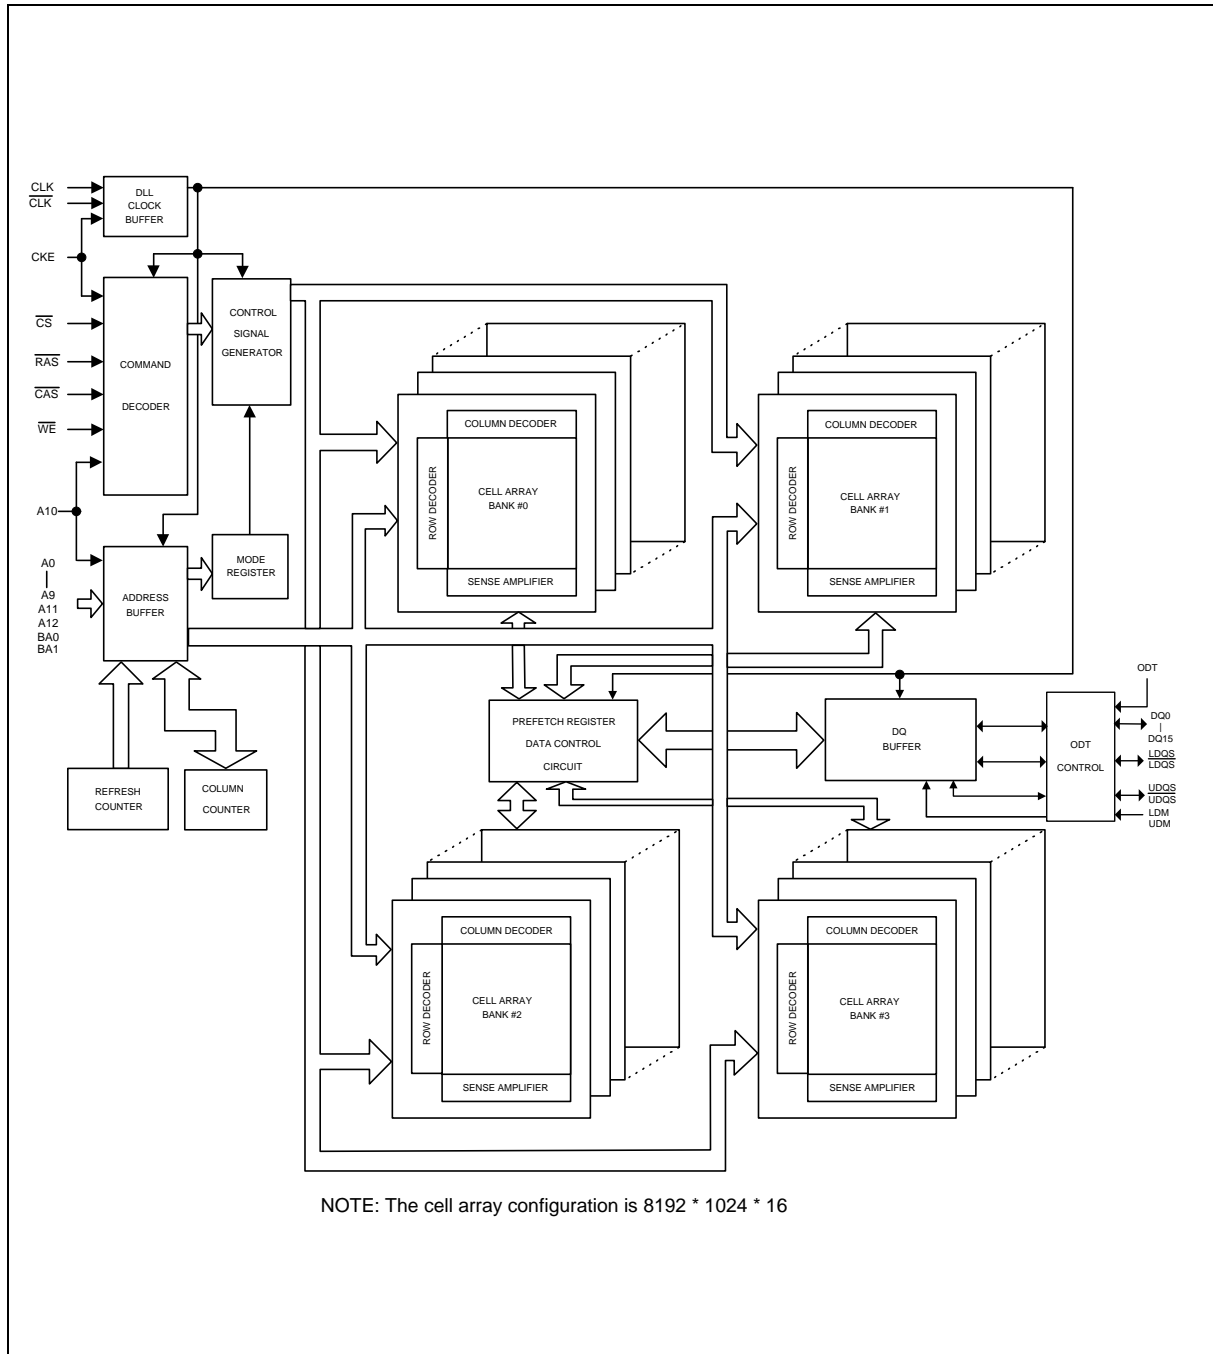 CLK
CLK
CKE
CS
RAS
CAS
WE
A10
A0
|
A9
A11
A12
BA0
BA1
DLL
CLOCK
BUFFER
COMMAND
DECODER
CONTROL
SIGNAL
GENERATOR
ADDRESS
BUFFER
MODE
REGISTER
REFRESH
COUNTER
COLUMN
COUNTER
COLUMN DECODER
ROW DECODER
CELL ARRAY
BANK #0
SENSE AMPLIFIER
COLUMN DECODER
ROW DECODER
CELL ARRAY
BANK #1
SENSE AMPLIFIER
PREFETCH REGISTER
DATA CONTROL
CIRCUIT
DQ
BUFFER
ODT
CONTROL
ODT
DQ0
|
DQ15
LDQS
LDQS
UDQS
UDQS
LDM
UDM
COLUMN DECODER
ROW DECODER
CELL ARRAY
BANK #2
SENSE AMPLIFIER
COLUMN DECODER
ROW DECODER
CELL ARRAY
BANK #3
SENSE AMPLIFIER
NOTE: The cell array configuration is 8192 * 1024 * 16